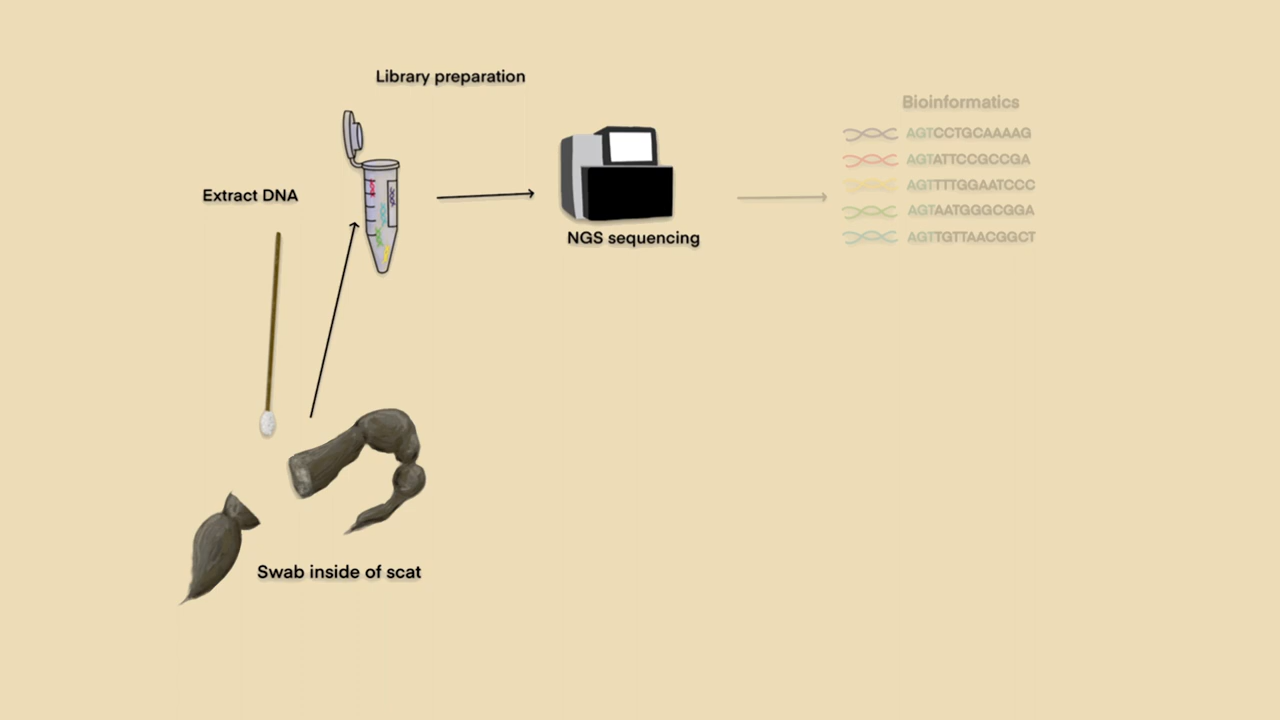 Library preparation
Extract DNA
NGS sequencing
Bioinformatics
AGTCCTGCAAAAG
AGTATTCCGCCGA
AGTTTTGGAATCCC
AGTAATGGGCGGA
AGTTGTTAACGGCT
Swab inside of scat